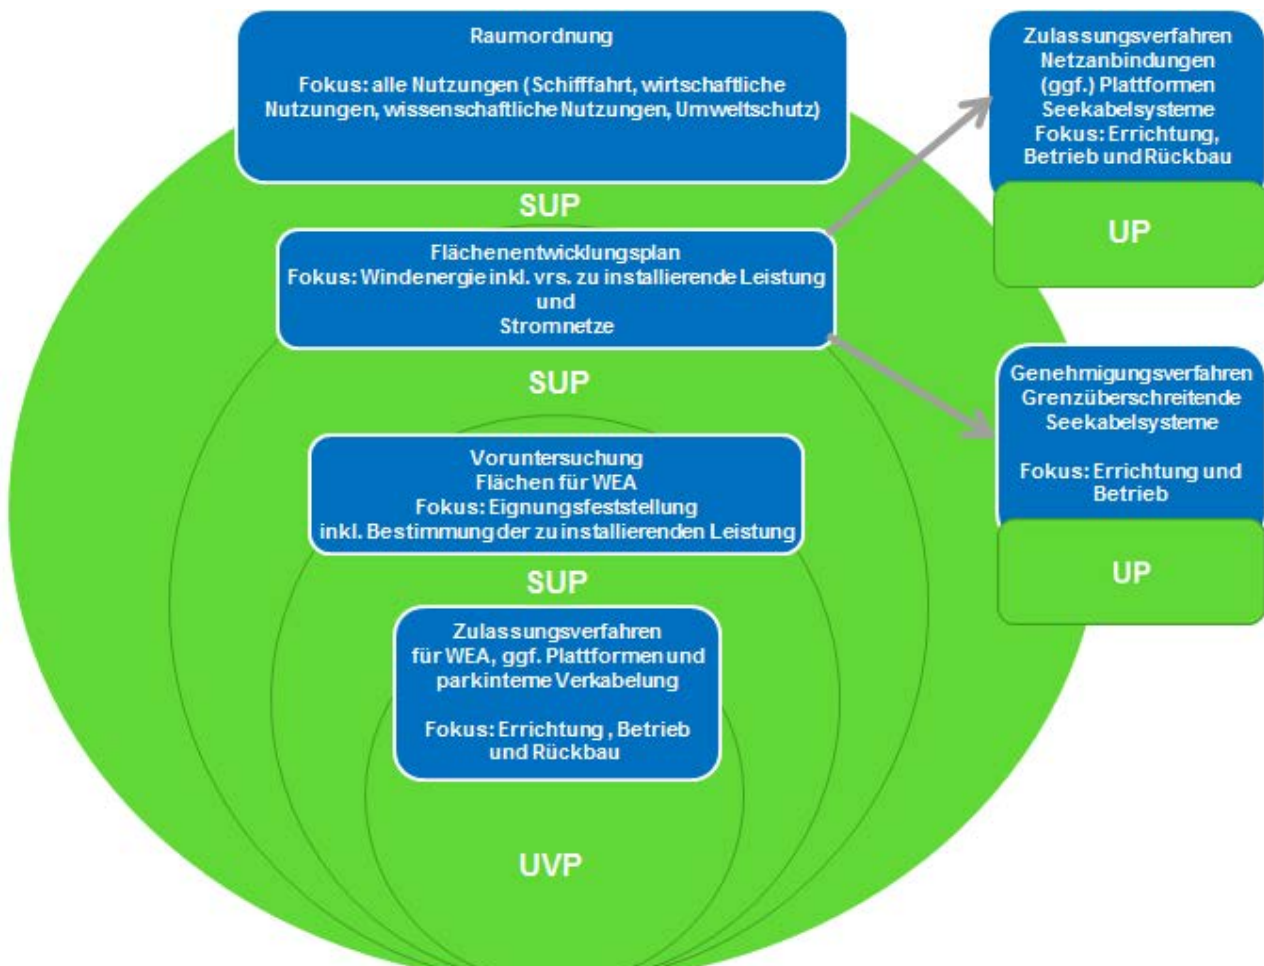 Raumordnung
Fokus: alle Nutzungen (Schifffahrt, wirtschaftliche
Nutzungen, wissenschaftliche Nutzungen, Umweltschutz)
SUP
Flächenentwicklungsplan
Fokus: Windenergie inkl. vrs. zu installierende Leistung
und
Stromnetze
SUP
Voruntersuchung
Flächen für WEA
Fokus: Eignungsfeststellung
inkl. Bestimmung der zu installierenden Leistung
SUP
Zulassungsverfahren
für WEA, ggf. Plattformen und
parkinterne Verkabelung
Fokus: Errichtung , Betrieb
und Rückbau
UVP
Zulassungsverfahren
Netzanbindungen
(ggf.) Plattformen
Seekabelsysteme
Fokus: Errichtung,
Betrieb und Rückbau
UP
Genehmigungsverfahren
Grenzüberschreitende
Seekabelsysteme
Fokus: Errichtung und
Betrieb
UP